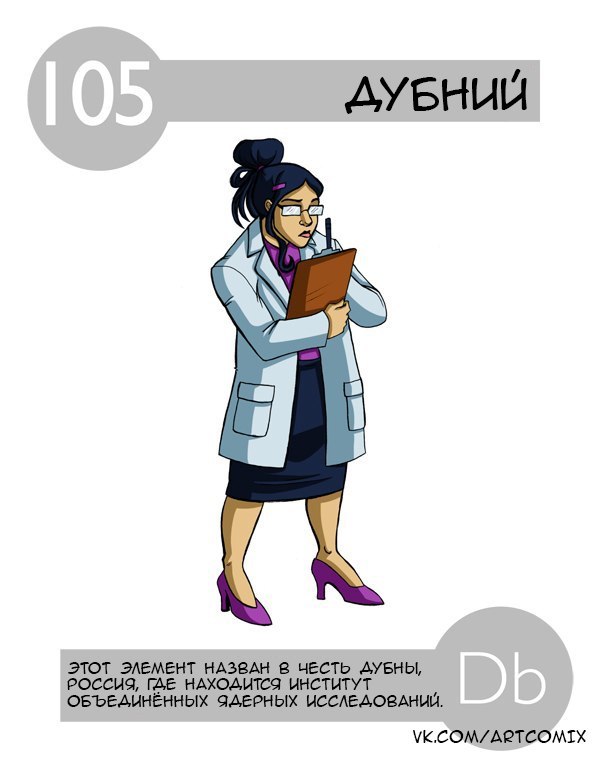 105
ДУБНИЙ
ЭТОТ ЭЛЕМЕНТ НАЗВАН В ЧЕСТЬ ДУБНЫ,
РОССИЯ, ГДЕ НАХОДИТСЯ ИНСТИТУТ
ОБЪЕДИНЁННЫХ ЯДЕРНЫХ ИССЛЕДОВАНИЙ.
Db
VK.COM/ARTCOMIX